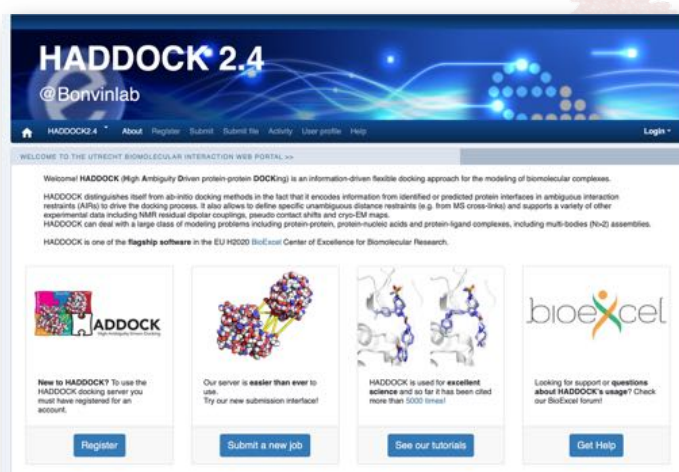 HADDOCK 2.4
@Bonvinlab
HADDOCK2.4 About Register Submit Submit file Activity User profile Help Login
WELCOME TO THE UTRECHT BIOMOLECULAR INTERACTION WEB PORTAL >>
Welcome! HADDOCK (High Ambiguity Driven protein-protein DOCKing) is an information-driven flexible docking approach for the modeling of biomolecular complexes.
HADDOCK distinguishes itself from ab-initio docking methods in the fact that it encodes information from identified or predicted protein interfaces in ambiguous interaction
restraints (AIRs) to drive the docking process. It also allows to define specific unambiguous distance restraints (e.g. from MS cross-links) and supports a variety of other
experimental data including NMR residual dipolar couplings, pseudo contact shifts and cryo-EM maps.
HADDOCK can deal with a large class of modeling problems including protein-protein, protein-nucleic acids and protein-ligand complexes, including multi-bodies (N>2) assemblies.
HADDOCK is one of the flagship software in the EU H2020 BioExcel Center of Excellence for Biomolecular Research.
HADDOCK
High Ambiguity Driven Docking
New to HADDOCK? To use the
HADDOCK docking server you
must have registered for an
account.
Register
Our server is easier than ever to
use.
Try our new submission interface!
Submit a new job
HADDOCK is used for excellent
science and so far it has been cited
more than 5000 times!
See our tutorials
bioexcel
Looking for support or questions
about HADDOCK's usage? Check
our BioExcel forum!
Get Help